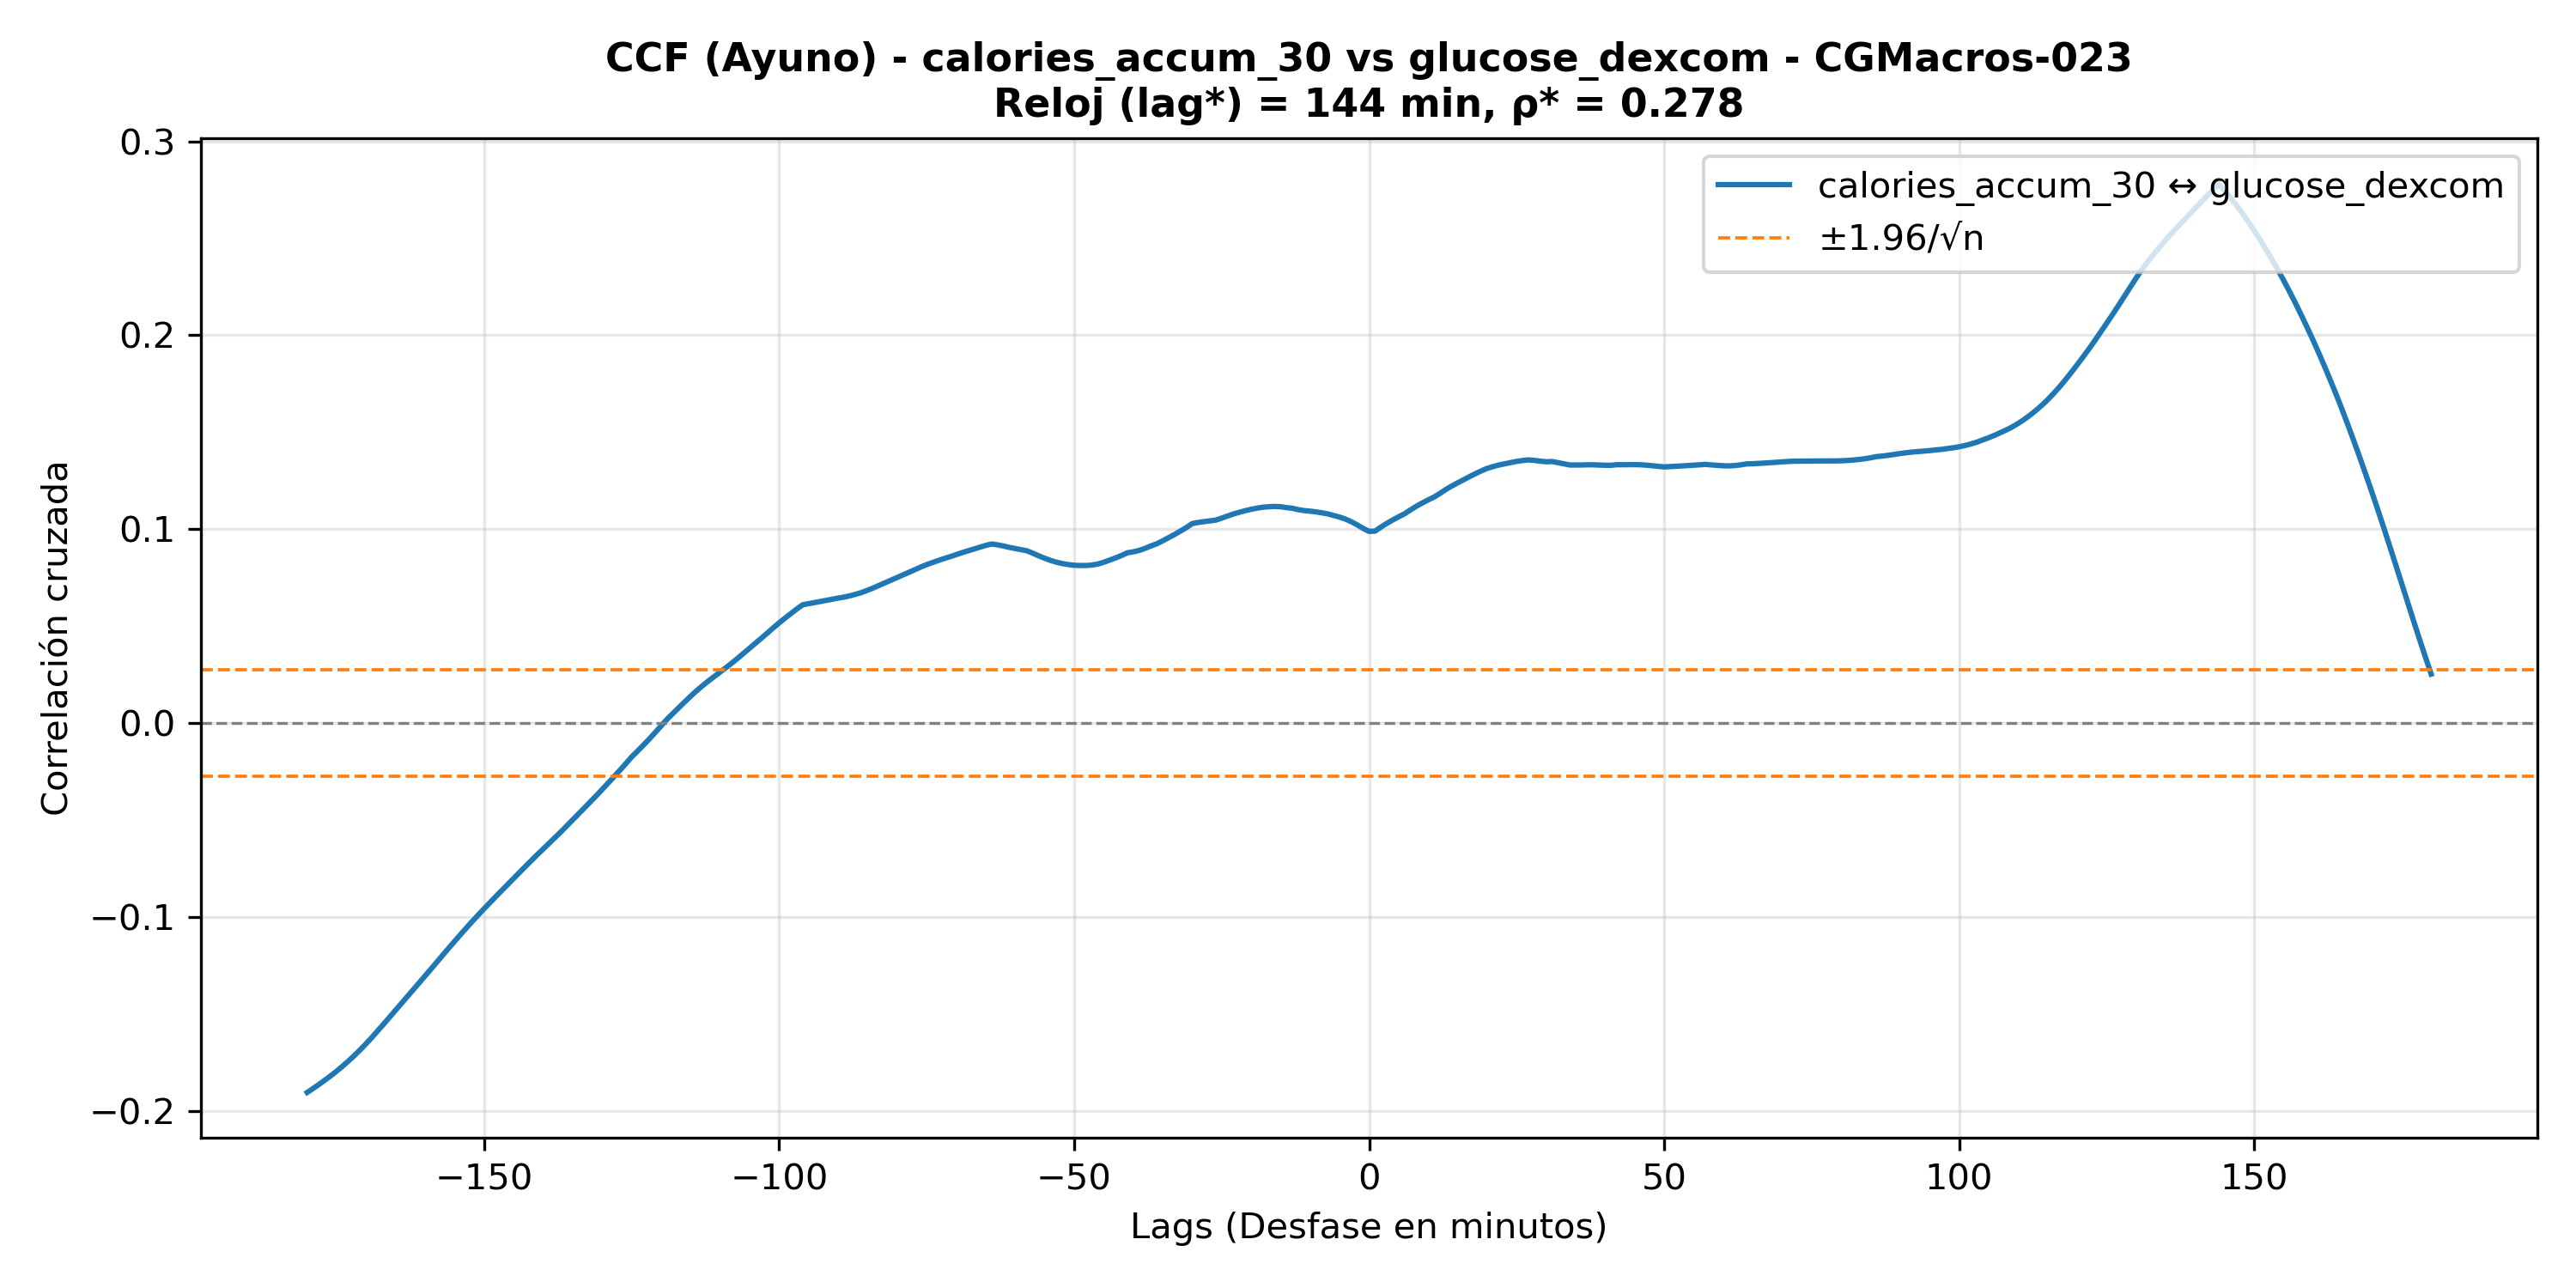 CCF (Ayuno) - calories_accum_30 vs glucose_dexcom - CGMacros-023
Reloj (lag*) = 144 min, ρ* = 0.278
calories_accum_30 ↔ glucose_dexcom
±1.96/√n
Correlación cruzada
0.3
0.2
0.1
0.0
−0.1
−0.2
−150
−100
−50
0
50
100
150
Lags (Desfase en minutos)